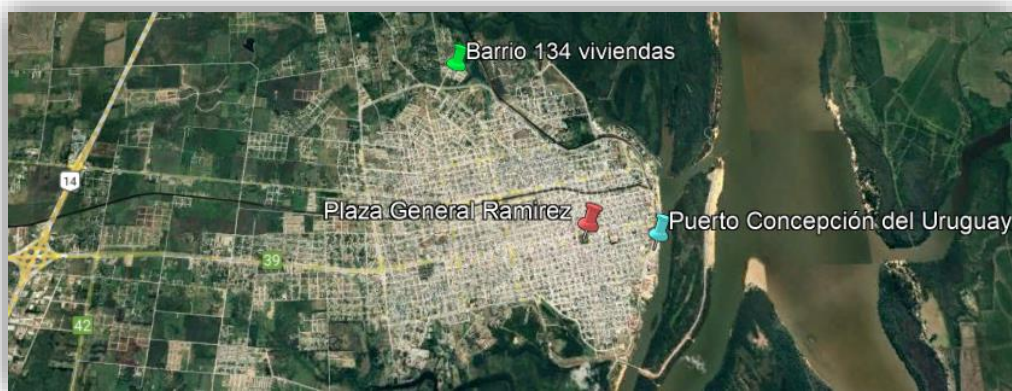 Barrio 134 viviendas
14
Plaza General Ramirez
Puerto Concepción del Uruguay
39
42